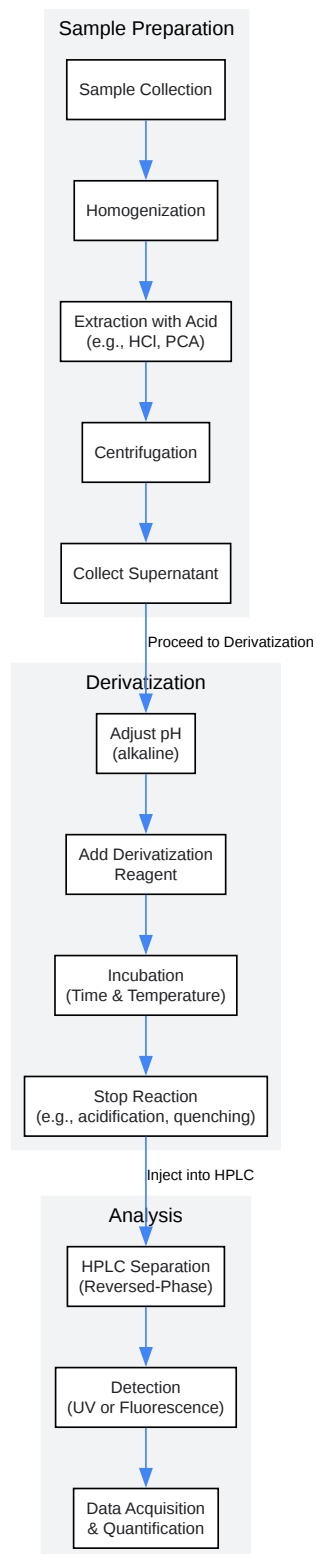 Sample Preparation
Sample Collection
Homogenization
Extraction with Acid
(e.g., HCl, PCA)
Centrifugation
Collect Supernatant
Proceed to Derivatization
Derivatization
Adjust pH
(alkaline)
Add Derivatization
Reagent
Incubation
(Time & Temperature)
Stop Reaction
(e.g., acidification, quenching)
Inject into HPLC
Analysis
HPLC Separation
(Reversed-Phase)
Detection
(UV or Fluorescence)
Data Acquisition
& Quantification